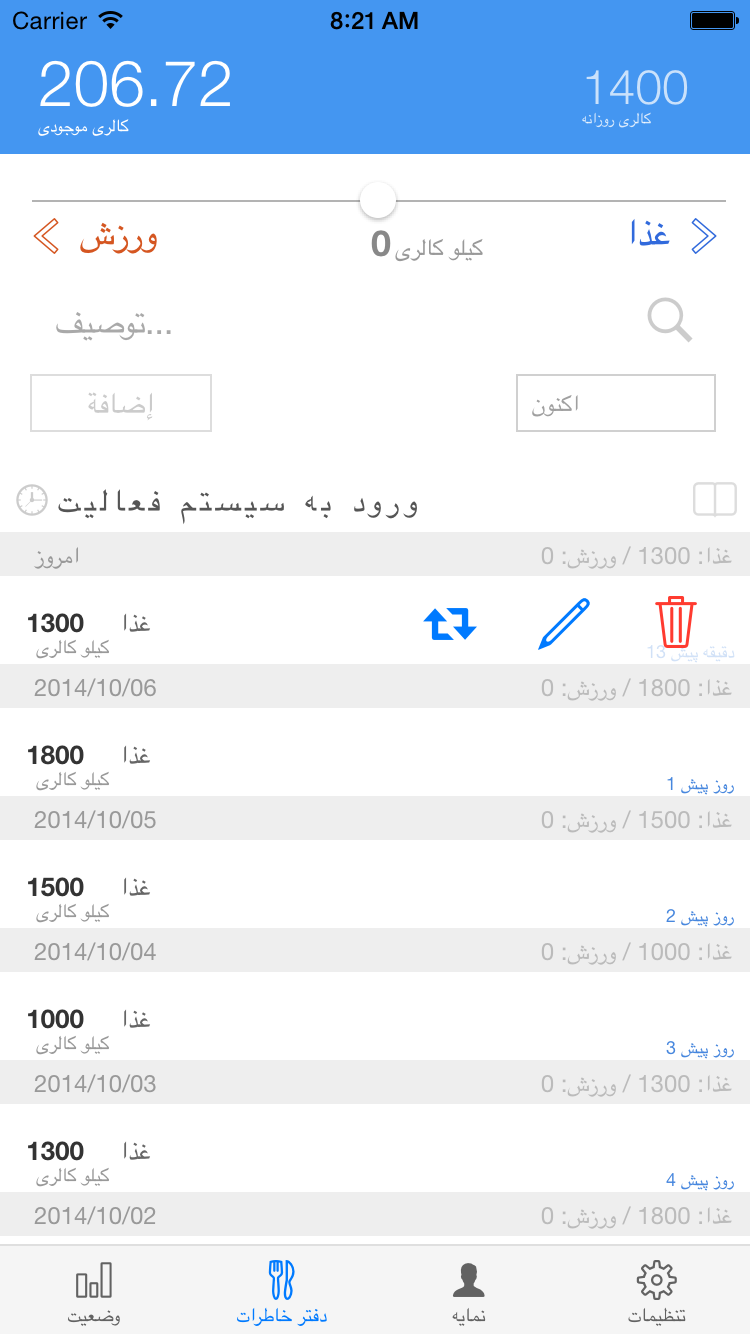 Carrier 8:21 AM
206.72
کالری موجودی
1400
کالری روزانه
ورزش
0 کیلو کالری
غذا
توصیف...
إضافة
اکنون
ورود به سیستم فعالیت
امروز
غذا: 1300 / ورزش: 0
1300 غذا
کیلو کالری
13 دقیقه پیش
2014/10/06
غذا: 1800 / ورزش: 0
1800 غذا
کیلو کالری
1 روز پیش
2014/10/05
غذا: 1500 / ورزش: 0
1500 غذا
کیلو کالری
2 روز پیش
2014/10/04
غذا: 1000 / ورزش: 0
1000 غذا
کیلو کالری
3 روز پیش
2014/10/03
غذا: 1300 / ورزش: 0
1300 غذا
کیلو کالری
4 روز پیش
2014/10/02
غذا: 1800 / ورزش: 0
وضعیت
دفتر خاطرات
نمایه
تنظیمات